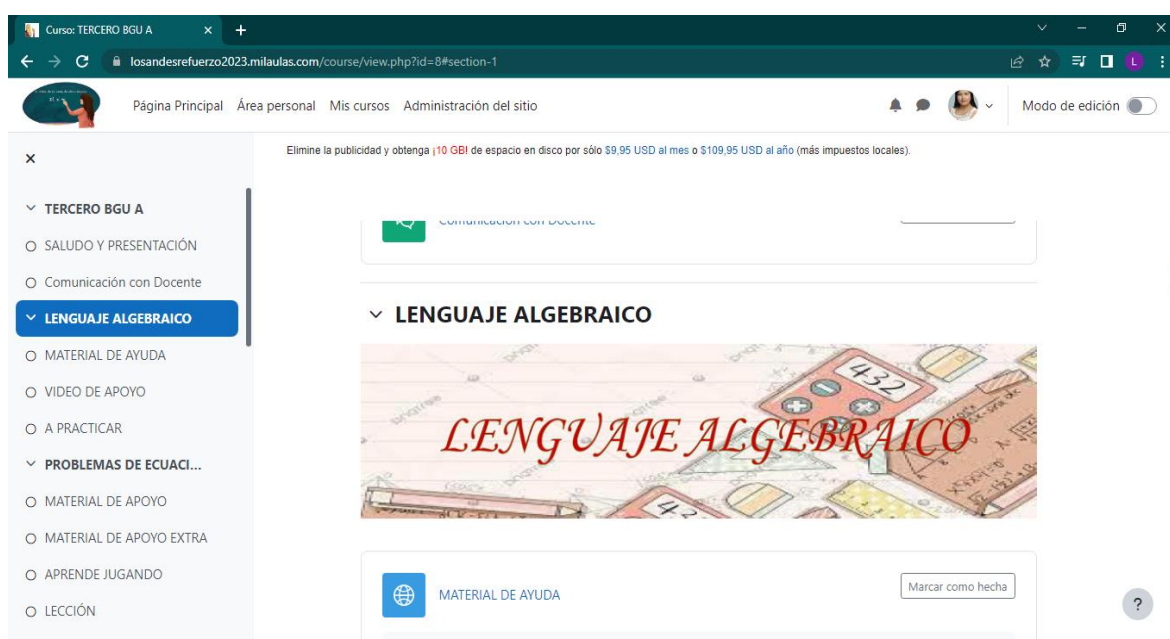 Curso: TERCERO BGU A
losandesrefuerzo2023.milaulas.com/course/view.php?id=8#section-1
L
Página Principal Área personal Mis cursos Administración del sitio
Modo de edición
Elimine la publicidad y obtenga ¡10 GB! de espacio en disco por sólo $9,95 USD al mes o $109,95 USD al año (más impuestos locales).
TERCERO BGU A
SALUDO Y PRESENTACIÓN
Comunicación con Docente
LENGUAJE ALGEBRAICO
MATERIAL DE AYUDA
VIDEO DE APOYO
A PRACTICAR
PROBLEMAS DE ECUACI...
MATERIAL DE APOYO
MATERIAL DE APOYO EXTRA
APRENDE JUGANDO
LECCIÓN
Comunicación con Docente
LENGUAJE ALGEBRAICO
432
LENGUAJE ALGEBRAICO
MATERIAL DE AYUDA
Marcar como hecha
?